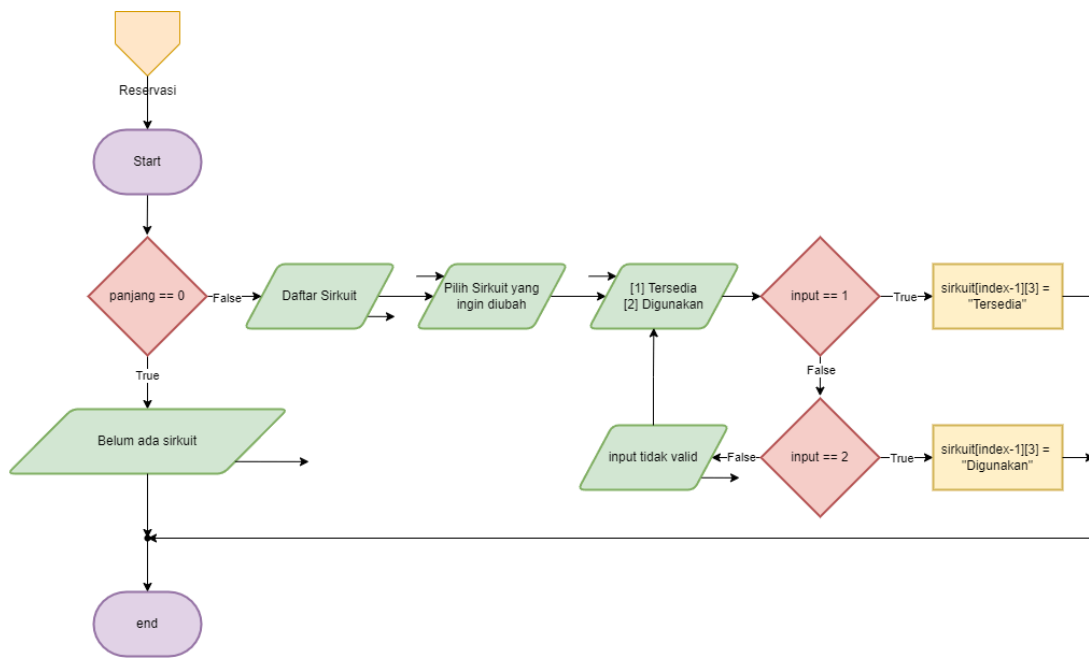 Reservasi
Start
panjang == 0
False
Daftar Sirkuit
Pilih Sirkuit yang
ingin diubah
[1] Tersedia
[2] Digunakan
input == 1
True
sirkuit[index-1][3] =
"Tersedia"
True
False
Belum ada sirkuit
input tidak valid
False
input == 2
True
sirkuit[index-1][3] =
"Digunakan"
end